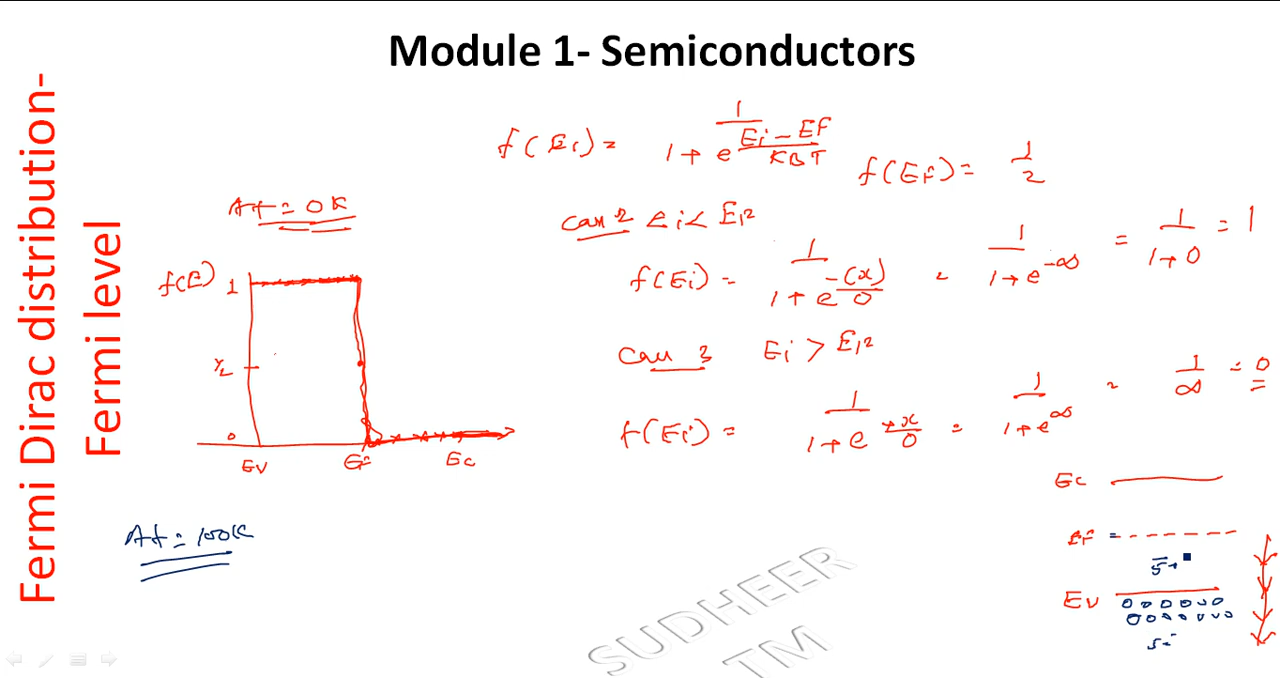 Module 1- Semiconductors
Fermi Dirac distribution-
Fermi level
f(Ei) = 1 / 1 + e^(Ei - EF / KBT)
f(EF) = 1/2
At = 0K
Case 2 Ei < EF
f(Ei) = 1 / 1 + e^(-(x)/0) = 1 / 1 + e^-∞ = 1 / 1+0 = 1
Case 3 Ei > EF
f(Ei) = 1 / 1 + e^(+x/0) = 1 / 1 + e^∞ = 1/∞ = 0
f(E) 1
1/2
0
Ev EF Ec
At = 100K
Ec
EF
Ev
SUDHEER
TM